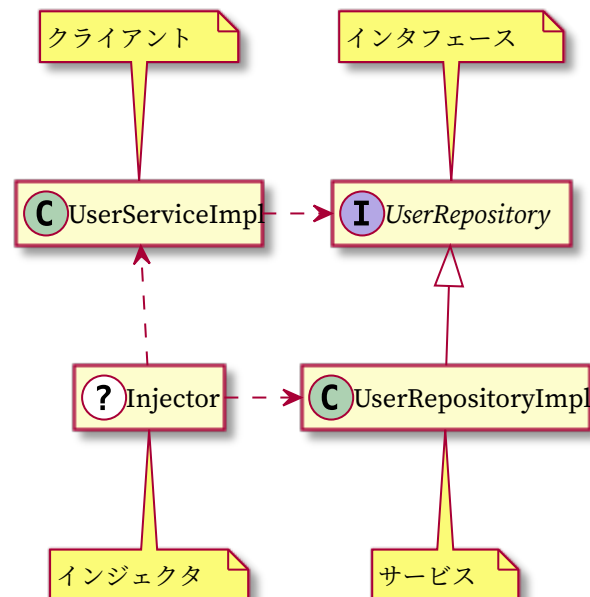 クライアント
インタフェース
C UserServiceImpl
I UserRepository
? Injector
C UserRepositoryImpl
インジェクタ
サービス